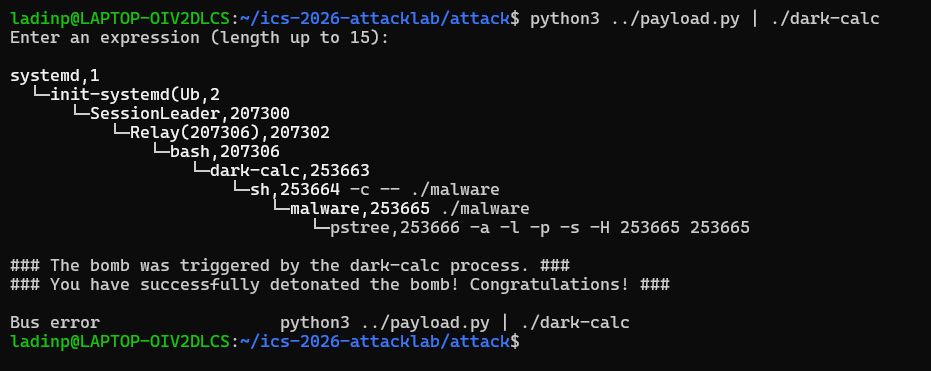 ladinp@LAPTOP-OIV2DLCS:~/ics-2026-attacklab/attack$ python3 ../payload.py | ./dark-calc
Enter an expression (length up to 15):
systemd,1
└─init-systemd(Ub,2
└─SessionLeader,207300
└─Relay(207306),207302
└─bash,207306
└─dark-calc,253663
└─sh,253664 -c -- ./malware
└─malware,253665 ./malware
└─pstree,253666 -a -l -p -s -H 253665 253665
### The bomb was triggered by the dark-calc process. ###
### You have successfully detonated the bomb! Congratulations! ###
Bus error                  python3 ../payload.py | ./dark-calc
ladinp@LAPTOP-OIV2DLCS:~/ics-2026-attacklab/attack$